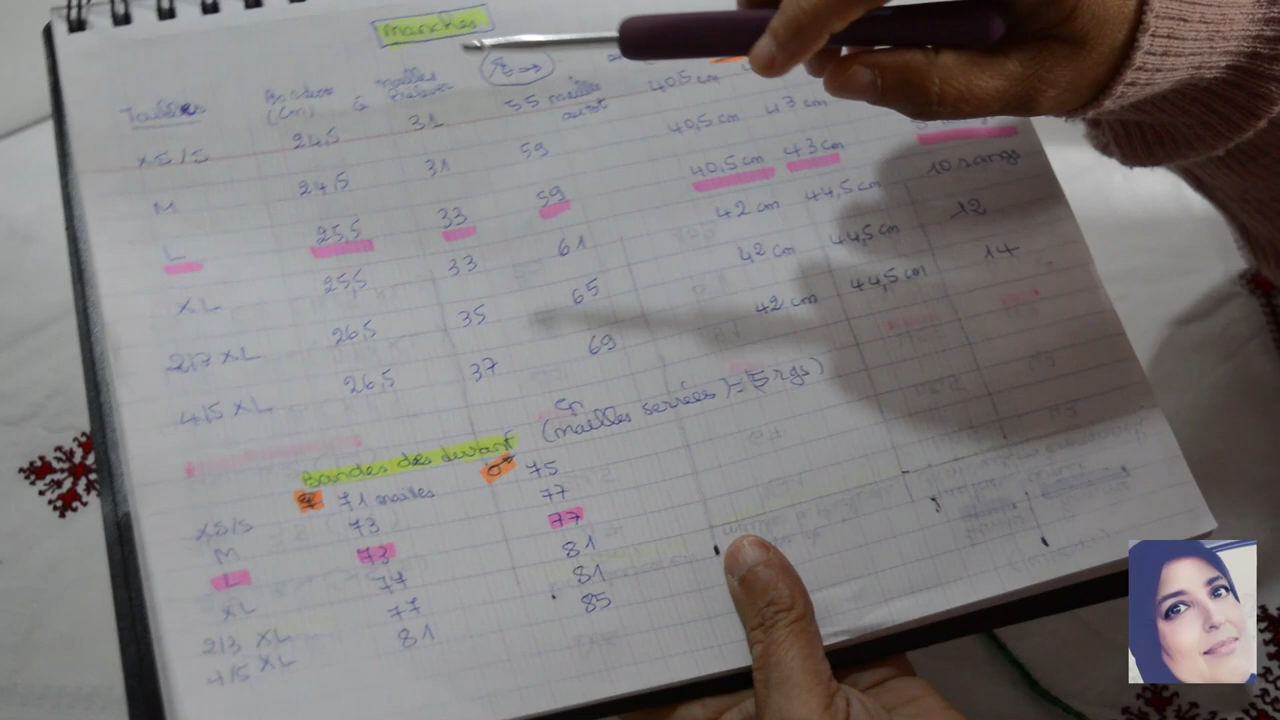 manches
Tailles Bordure (cm) à mailles
55 mailles 40,5 cm
XS/S 24,5 31
M 24,5 31 59 40,5 cm 43 cm
L 25,5 33 59 40,5 cm 43 cm 10 rangs
XL 25,5 33 61 42 cm 44,5 cm 12
2/3 XL 26,5 35 65 42 cm 44,5 cm 14
4/5 XL 26,5 37 69 42 cm 44,5 cm
Bandes des devant en (mailles serrées) = (5 rgs)
♀ ♂
XS/S 71 mailles 75
M 73 77
L 73 77
XL 77 81
2/3 XL 77 81
4/5 XL 81 85